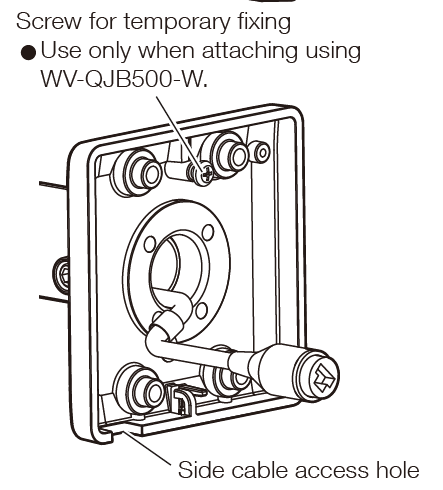 Screw for temporary fixing
● Use only when attaching using
WV-QJB500-W.
Side cable access hole